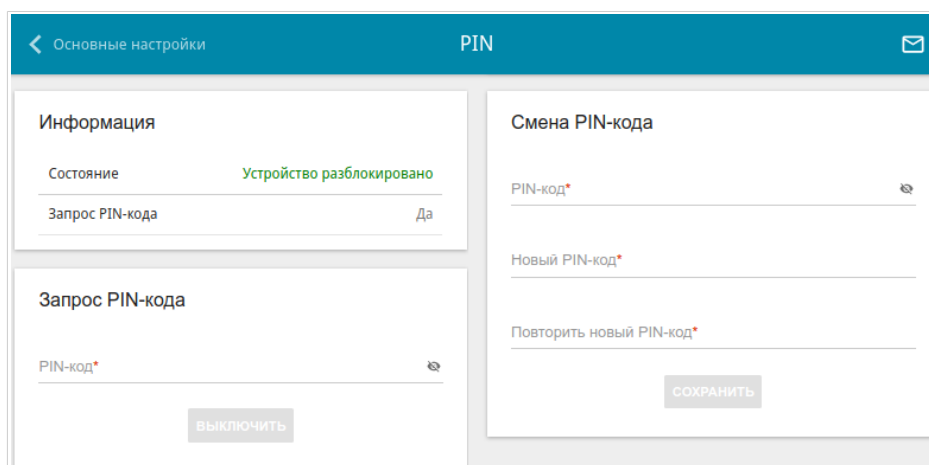 Основные настройки
PIN
Информация
Состояние Устройство разблокировано
Запрос PIN-кода Да
Запрос PIN-кода
PIN-код*
ВЫКЛЮЧИТЬ
Смена PIN-кода
PIN-код*
Новый PIN-код*
Повторить новый PIN-код*
СОХРАНИТЬ